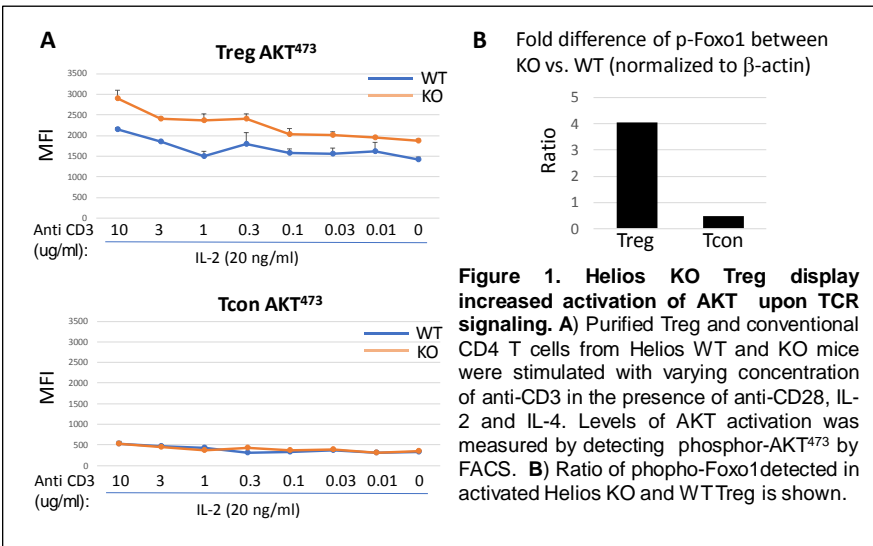 A
Treg AKT⁴⁷³
WT
KO
3500
3000
2500
2000
1500
1000
500
0
MFI
Anti CD3 10 3 1 0.3 0.1 0.03 0.01 0
(ug/ml):
IL-2 (20 ng/ml)
Tcon AKT⁴⁷³
WT
KO
3500
3000
2500
2000
1500
1000
500
0
MFI
Anti CD3 10 3 1 0.3 0.1 0.03 0.01 0
(ug/ml):
IL-2 (20 ng/ml)
B Fold difference of p-Foxo1 between
KO vs. WT (normalized to β-actin)
5
4
3
2
1
0
Ratio
Treg Tcon
Figure 1. Helios KO Treg display
increased activation of AKT upon TCR
signaling. A) Purified Treg and conventional
CD4 T cells from Helios WT and KO mice
were stimulated with varying concentration
of anti-CD3 in the presence of anti-CD28, IL-
2 and IL-4. Levels of AKT activation was
measured by detecting phosphor-AKT⁴⁷³ by
FACS. B) Ratio of phopho-Foxo1detected in
activated Helios KO and WT Treg is shown.